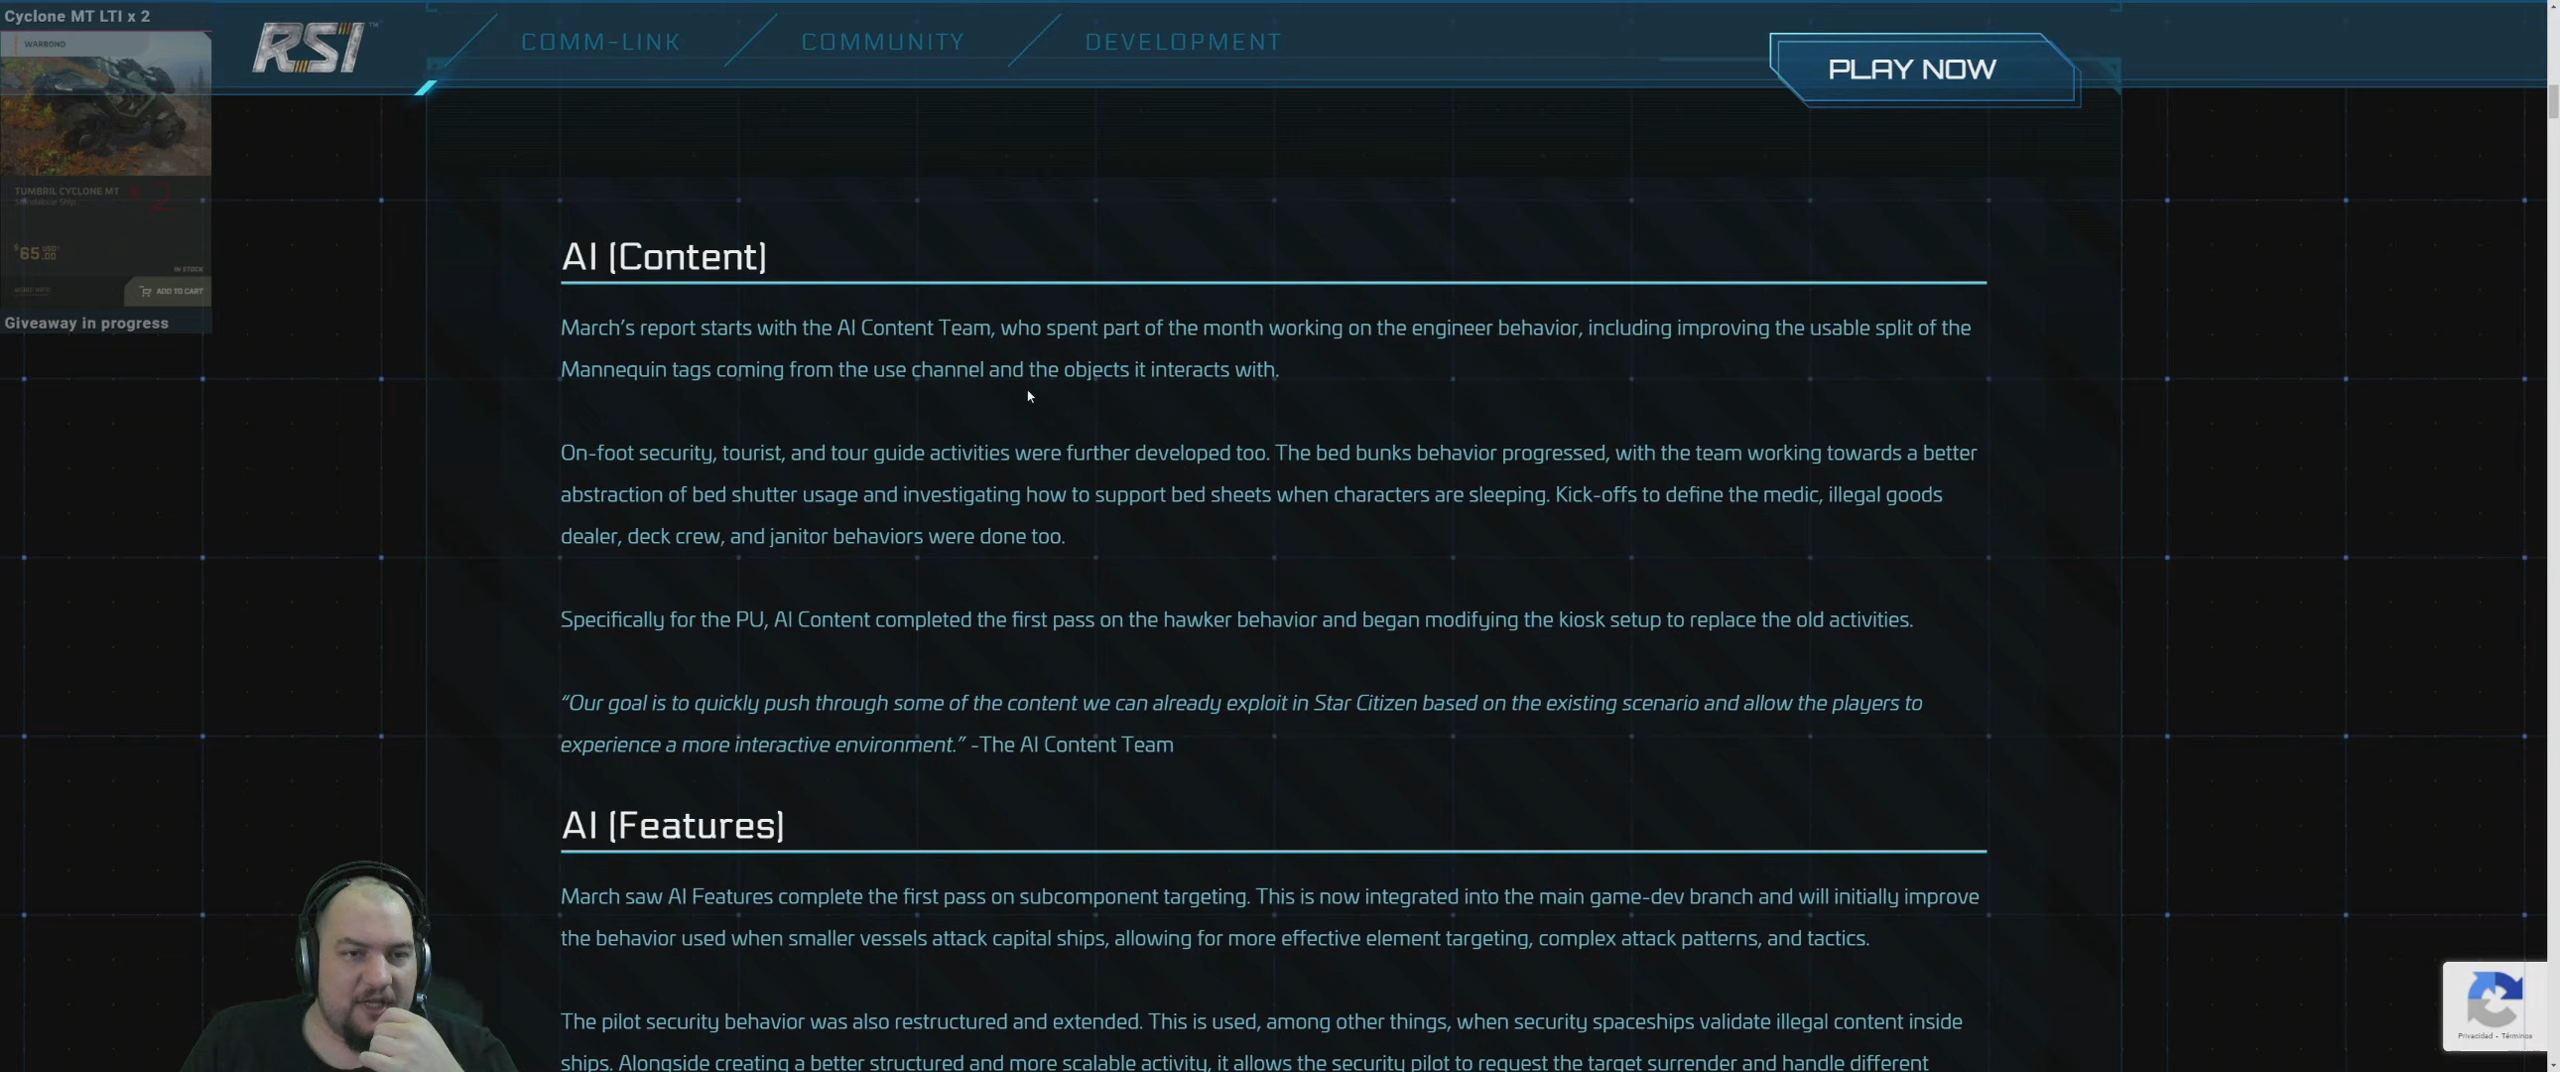 Cyclone MT LTI x 2
WARBOND
TUMBRIL CYCLONE MT
Standalone Ship
2
$65.00 USD
IN STOCK
MORE INFO
ADD TO CART
Giveaway in progress
RSI
COMM-LINK
COMMUNITY
DEVELOPMENT
PLAY NOW
AI (Content)
March’s report starts with the AI Content Team, who spent part of the month working on the engineer behavior, including improving the usable split of the
Mannequin tags coming from the use channel and the objects it interacts with.
On-foot security, tourist, and tour guide activities were further developed too. The bed bunks behavior progressed, with the team working towards a better
abstraction of bed shutter usage and investigating how to support bed sheets when characters are sleeping. Kick-offs to define the medic, illegal goods
dealer, deck crew, and janitor behaviors were done too.
Specifically for the PU, AI Content completed the first pass on the hawker behavior and began modifying the kiosk setup to replace the old activities.
“Our goal is to quickly push through some of the content we can already exploit in Star Citizen based on the existing scenario and allow the players to
experience a more interactive environment.” -The AI Content Team
AI (Features)
March saw AI Features complete the first pass on subcomponent targeting. This is now integrated into the main game-dev branch and will initially improve
the behavior used when smaller vessels attack capital ships, allowing for more effective element targeting, complex attack patterns, and tactics.
The pilot security behavior was also restructured and extended. This is used, among other things, when security spaceships validate illegal content inside
ships. Alongside creating a better structured and more scalable activity, it allows the security pilot to request the target surrender and handle different
Privacidad - Términos